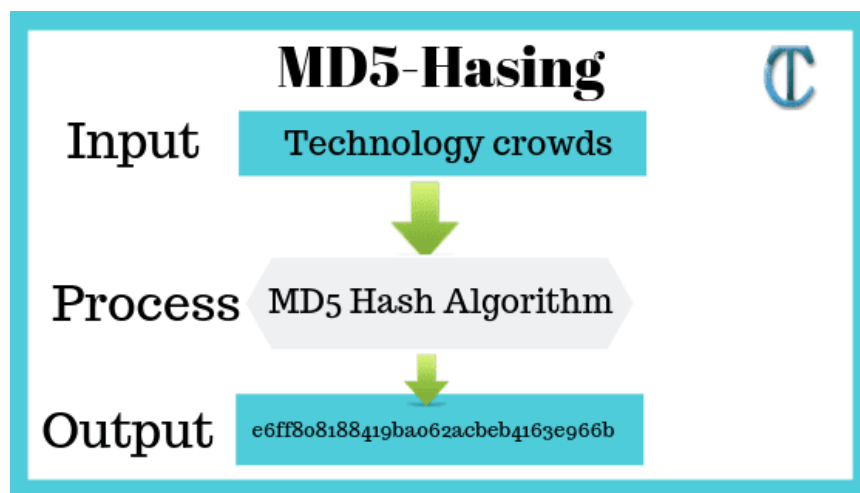 MD5-Hasing
Input
Technology crowds
Process
MD5 Hash Algorithm
Output
e6ff808188419ba062acbeb4163e966b